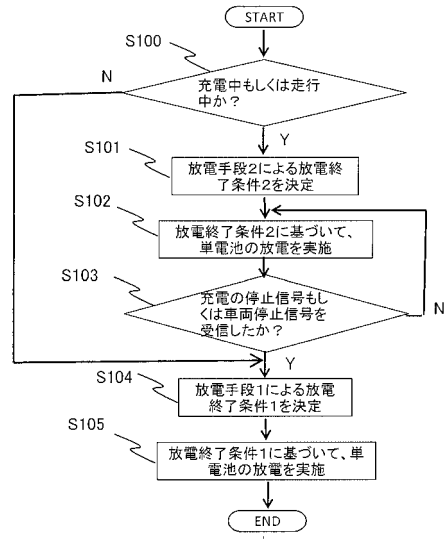 START
S100
N
充電中もしくは走行
中か？
Y
S101
放電手段2による放電終
了条件2を決定
S102
放電終了条件2に基づいて、
単電池の放電を実施
S103
充電の停止信号もし
くは車両停止信号を
受信したか？
N
Y
S104
放電手段1による放電
終了条件1を決定
S105
放電終了条件1に基づいて、単
電池の放電を実施
END